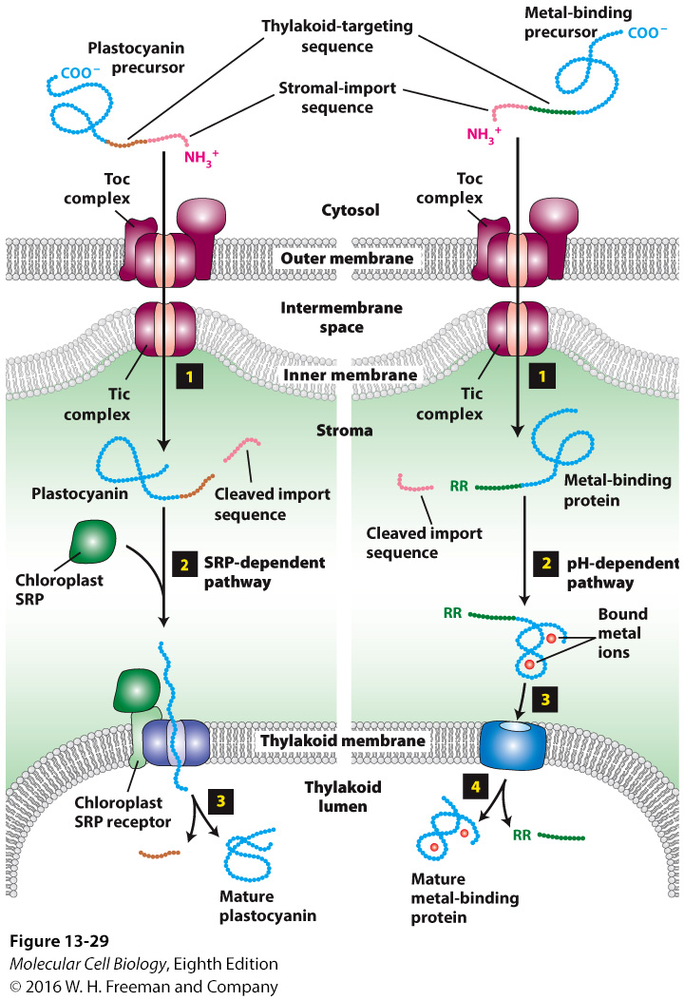 Thylakoid-targeting
sequence
Metal-binding
precursor
Plastocyanin
precursor
COO⁻
COO⁻
Stromal-import
sequence
NH₃⁺
NH₃⁺
Toc
complex
Cytosol
Toc
complex
Outer membrane
Intermembrane
space
Inner membrane
1
1
Tic
complex
Tic
complex
Stroma
Plastocyanin
Cleaved import
sequence
RR
Metal-binding
protein
Cleaved import
sequence
Chloroplast
SRP
2 SRP-dependent
pathway
2 pH-dependent
pathway
RR
Bound
metal
ions
3
Thylakoid membrane
Chloroplast
SRP receptor
3
Thylakoid
lumen
4
RR
Mature
plastocyanin
Mature
metal-binding
protein
Figure 13-29
Molecular Cell Biology, Eighth Edition
© 2016 W. H. Freeman and Company